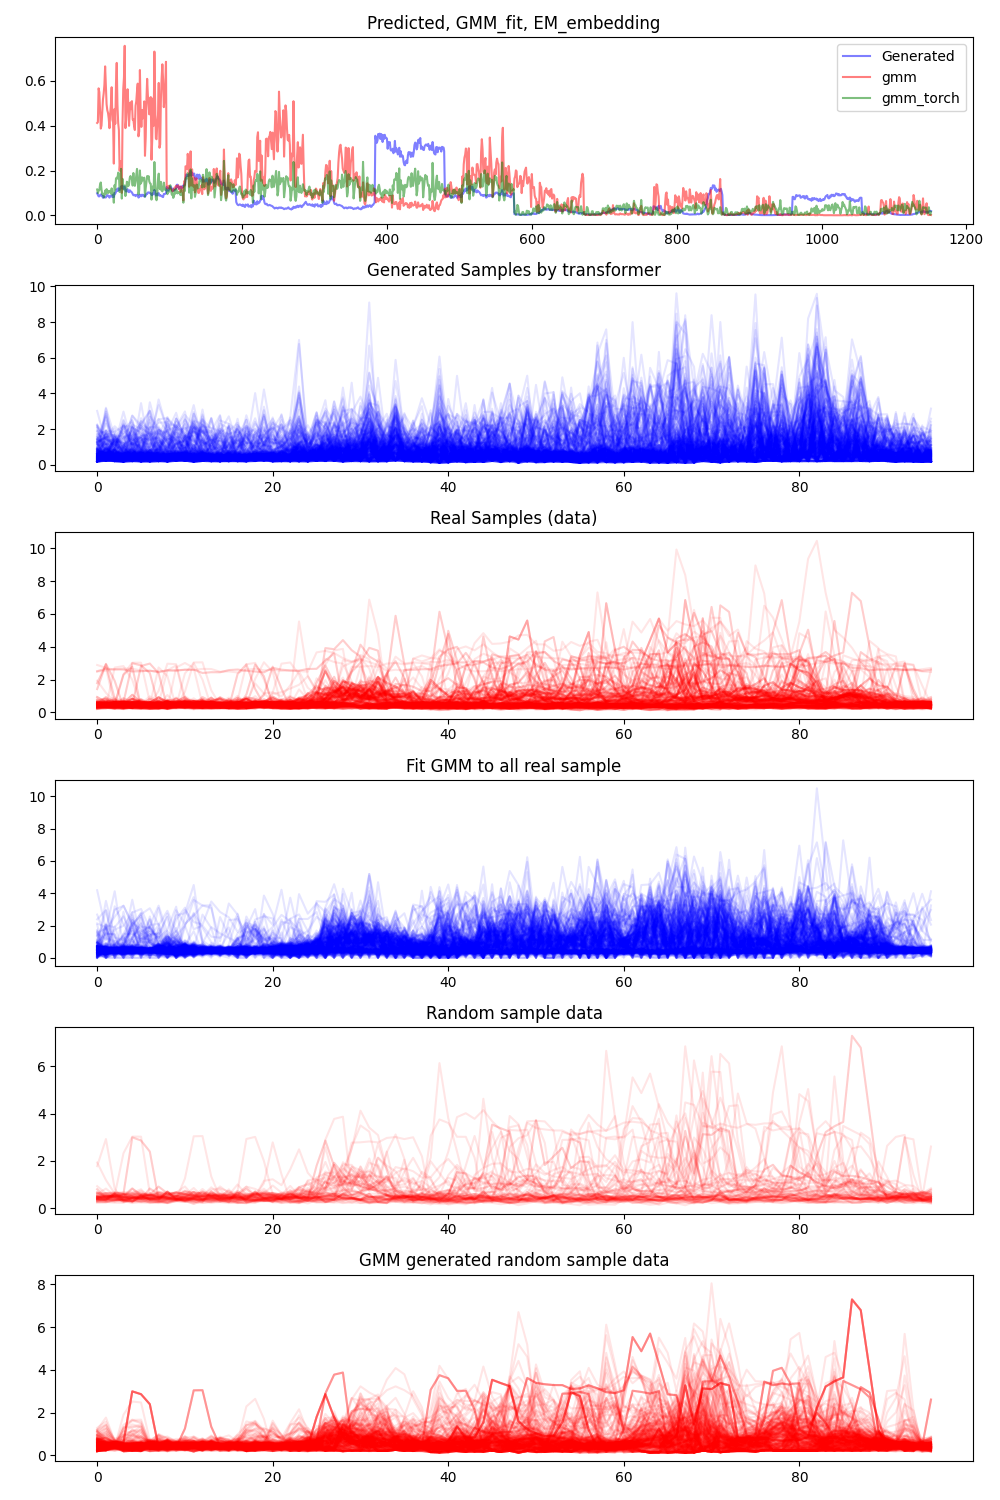 Predicted, GMM_fit, EM_embedding
Generated
gmm
gmm_torch
0.6
0.4
0.2
0.0
0 200 400 600 800 1000 1200
Generated Samples by transformer
10
8
6
4
2
0
0 20 40 60 80
Real Samples (data)
10
8
6
4
2
0
0 20 40 60 80
Fit GMM to all real sample
10
8
6
4
2
0
0 20 40 60 80
Random sample data
6
4
2
0
0 20 40 60 80
GMM generated random sample data
8
6
4
2
0
0 20 40 60 80